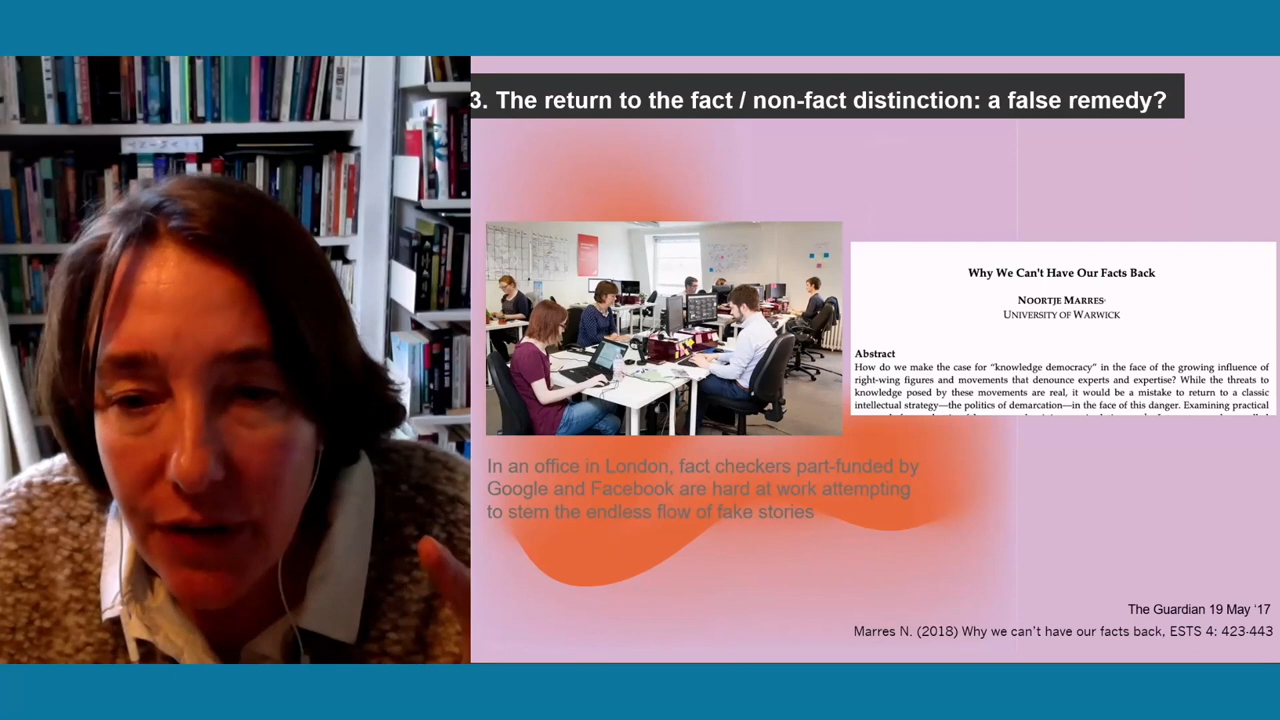 3. The return to the fact / non-fact distinction: a false remedy?
Why We Can't Have Our Facts Back
NOORTJE MARRES
UNIVERSITY OF WARWICK
Abstract
How do we make the case for “knowledge democracy” in the face of the growing influence of
right-wing figures and movements that denounce experts and expertise? While the threats to
knowledge posed by these movements are real, it would be a mistake to return to a classic
intellectual strategy—the politics of demarcation—in the face of this danger. Examining practical
In an office in London, fact checkers part-funded by
Google and Facebook are hard at work attempting
to stem the endless flow of fake stories
The Guardian 19 May ‘17
Marres N. (2018) Why we can’t have our facts back, ESTS 4: 423-443